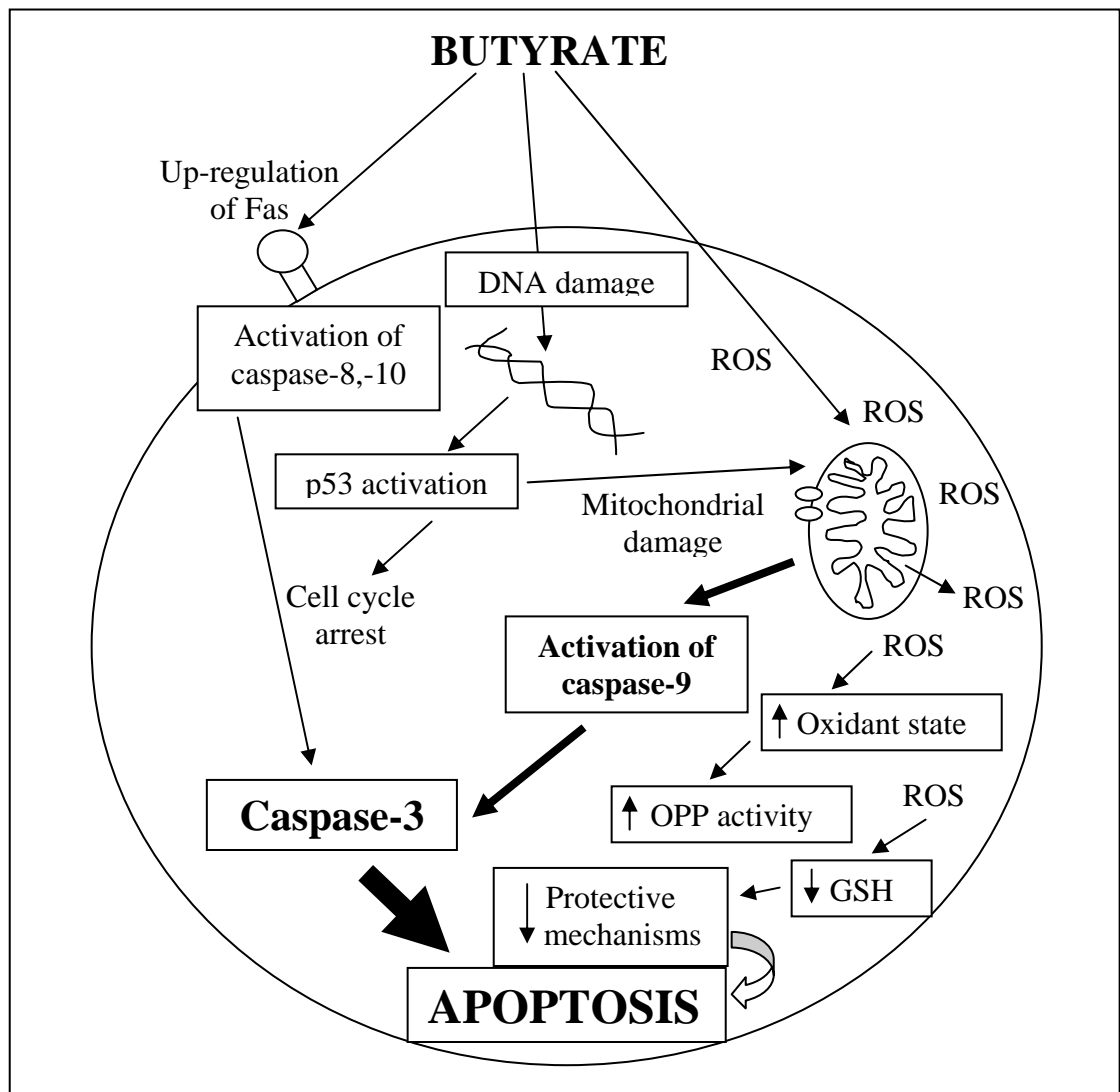 BUTYRATE
Up-regulation
of Fas
DNA damage
Activation of
caspase-8,-10
ROS
ROS
p53 activation
ROS
Mitochondrial
damage
Cell cycle
arrest
ROS
ROS
Activation of
caspase-9
↑ Oxidant state
Caspase-3
↑ OPP activity
ROS
↓ GSH
↓ Protective
mechanisms
APOPTOSIS